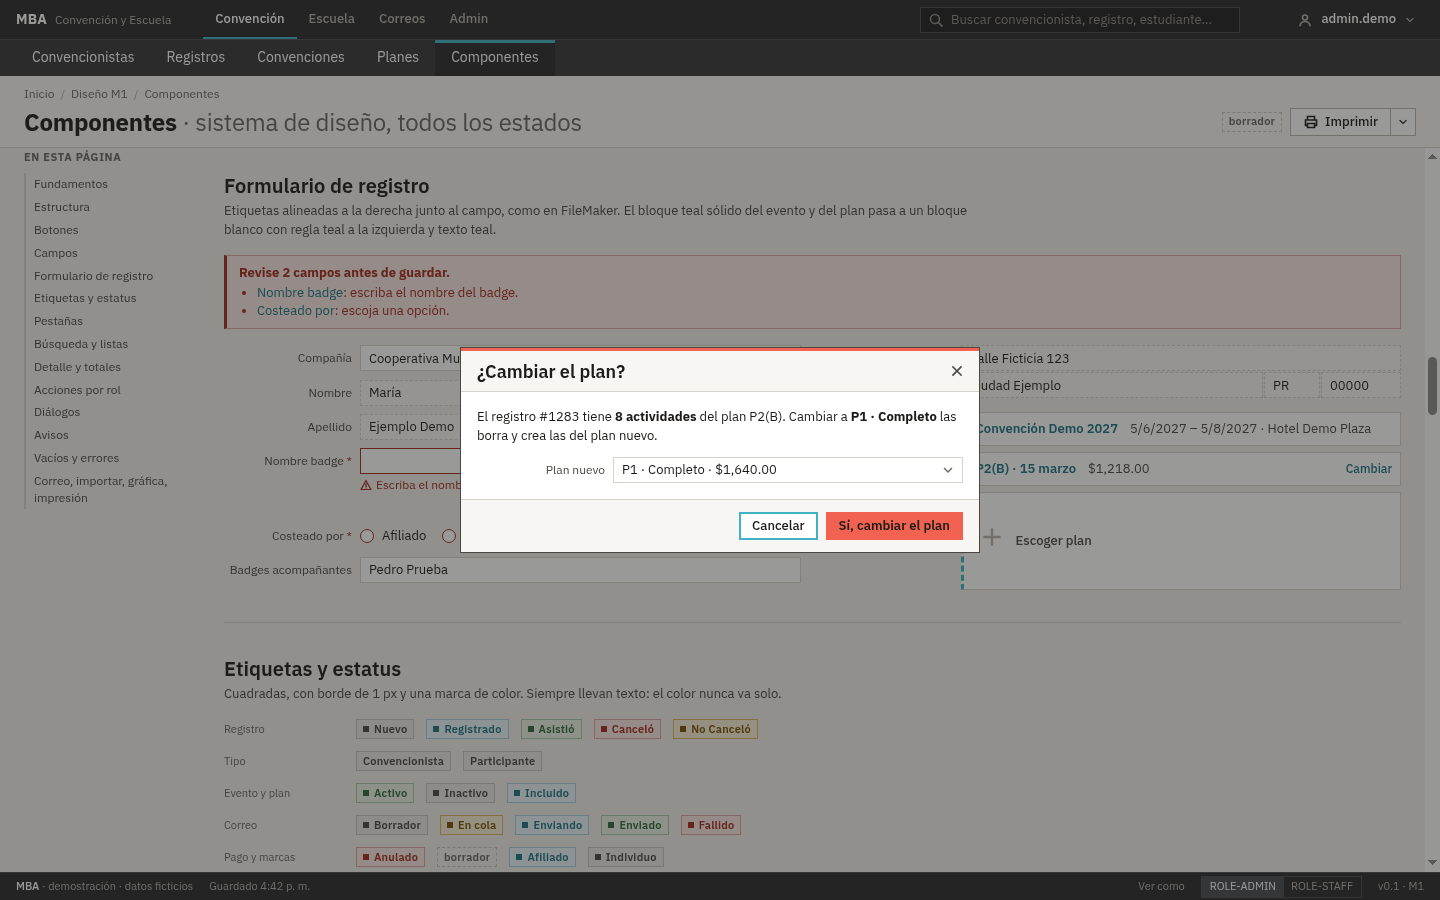 MBA Convención y Escuela Convención Escuela Correos Admin Buscar convencionista, registro, estudiante... admin.demo
Convencionistas Registros Convenciones Planes Componentes
Inicio / Diseño M1 / Componentes
Componentes · sistema de diseño, todos los estados
borrador Imprimir
EN ESTA PÁGINA
Fundamentos
Estructura
Botones
Campos
Formulario de registro
Etiquetas y estatus
Pestañas
Búsqueda y listas
Detalle y totales
Acciones por rol
Diálogos
Avisos
Vacíos y errores
Correo, importar, gráfica,
impresión
Formulario de registro
Etiquetas alineadas a la derecha junto al campo, como en FileMaker. El bloque teal sólido del evento y del plan pasa a un bloque
blanco con regla teal a la izquierda y texto teal.
Revise 2 campos antes de guardar.
• Nombre badge: escriba el nombre del badge.
• Costeado por: escoja una opción.
Compañía Cooperativa Mu
Nombre María
Apellido Ejemplo Demo
Nombre badge *
Escriba el nomb
Costeado por * Afiliado
Badges acompañantes Pedro Prueba
alle Ficticia 123
udad Ejemplo PR 00000
Convención Demo 2027 5/6/2027 – 5/8/2027 · Hotel Demo Plaza
P2(B) · 15 marzo $1,218.00 Cambiar
Escoger plan
¿Cambiar el plan?
El registro #1283 tiene 8 actividades del plan P2(B). Cambiar a P1 · Completo las
borra y crea las del plan nuevo.
Plan nuevo P1 · Completo · $1,640.00
Cancelar Sí, cambiar el plan
Etiquetas y estatus
Cuadradas, con borde de 1 px y una marca de color. Siempre llevan texto: el color nunca va solo.
Registro Nuevo Registrado Asistió Canceló No Canceló
Tipo Convencionista Participante
Evento y plan Activo Inactivo Incluido
Correo Borrador En cola Enviando Enviado Fallido
Pago y marcas Anulado borrador Afiliado Individuo
MBA · demostración · datos ficticios Guardado 4:42 p. m. Ver como ROLE-ADMIN ROLE-STAFF v0.1 · M1